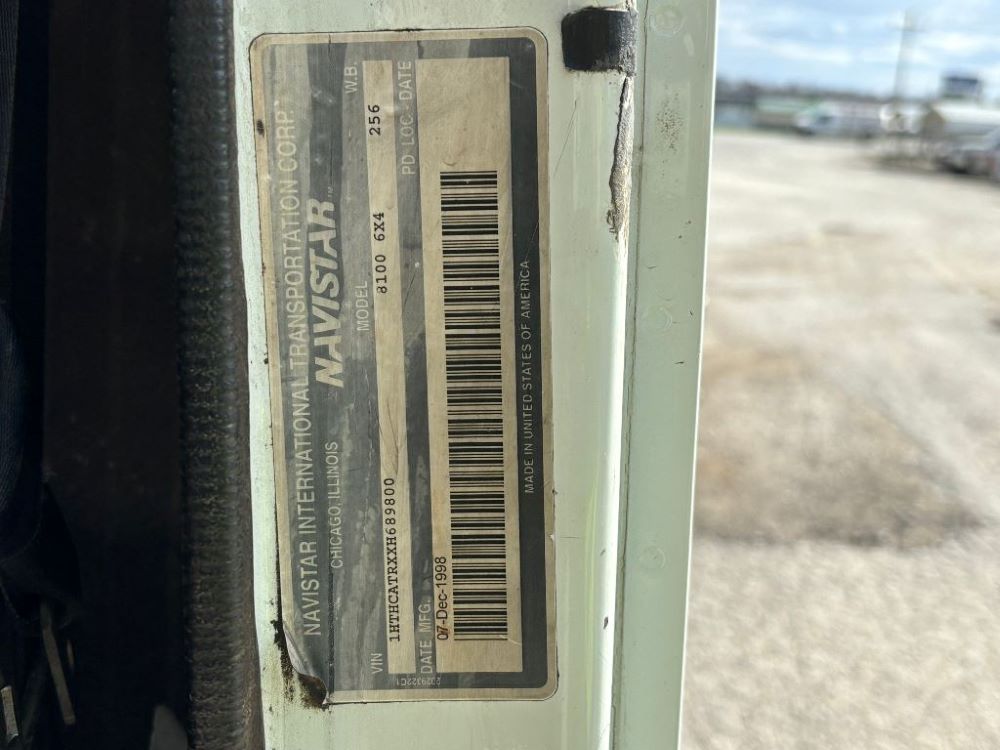 NAVISTAR INTERNATIONAL TRANSPORTATION CORP.
CHICAGO, ILLINOIS NAVISTAR
VIN MODEL W.B.
1HTHCATRXXH689800 8100 6X4 256
DATE MFG. PD LOC - DATE
07-Dec-1998
MADE IN UNITED STATES OF AMERICA
2029322C1